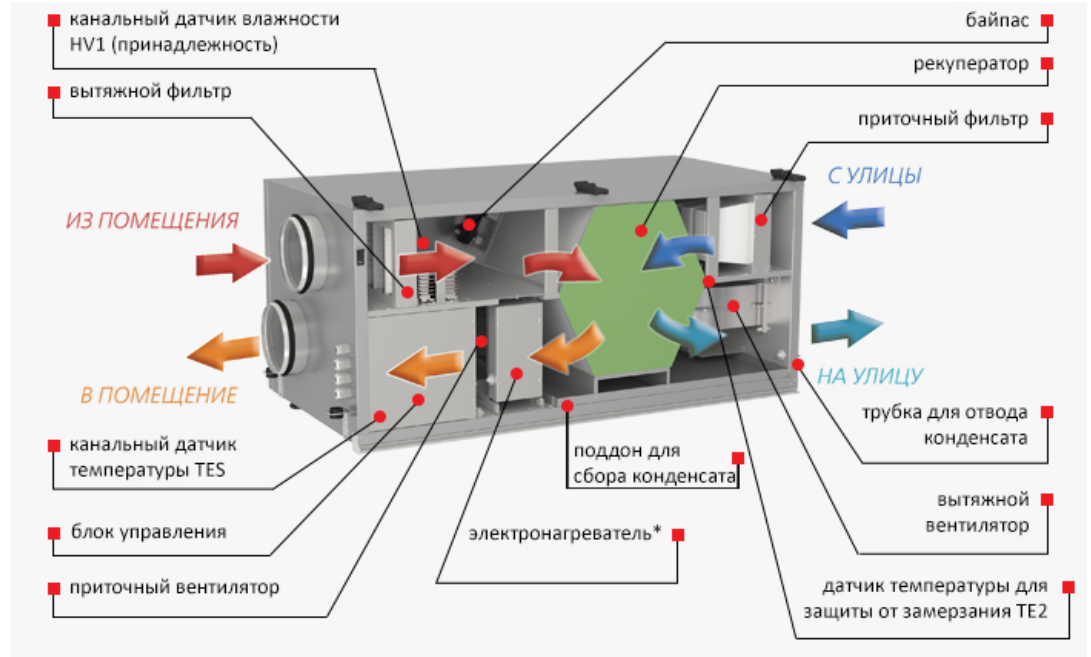 канальный датчик влажности
HV1 (принадлежность)
вытяжной фильтр
байпас
рекуператор
приточный фильтр
С УЛИЦЫ
ИЗ ПОМЕЩЕНИЯ
В ПОМЕЩЕНИЕ
НА УЛИЦУ
канальный датчик
температуры TES
блок управления
приточный вентилятор
поддон для
сбора конденсата
электронагреватель*
трубка для отвода
конденсата
вытяжной
вентилятор
датчик температуры для
защиты от замерзания TE2